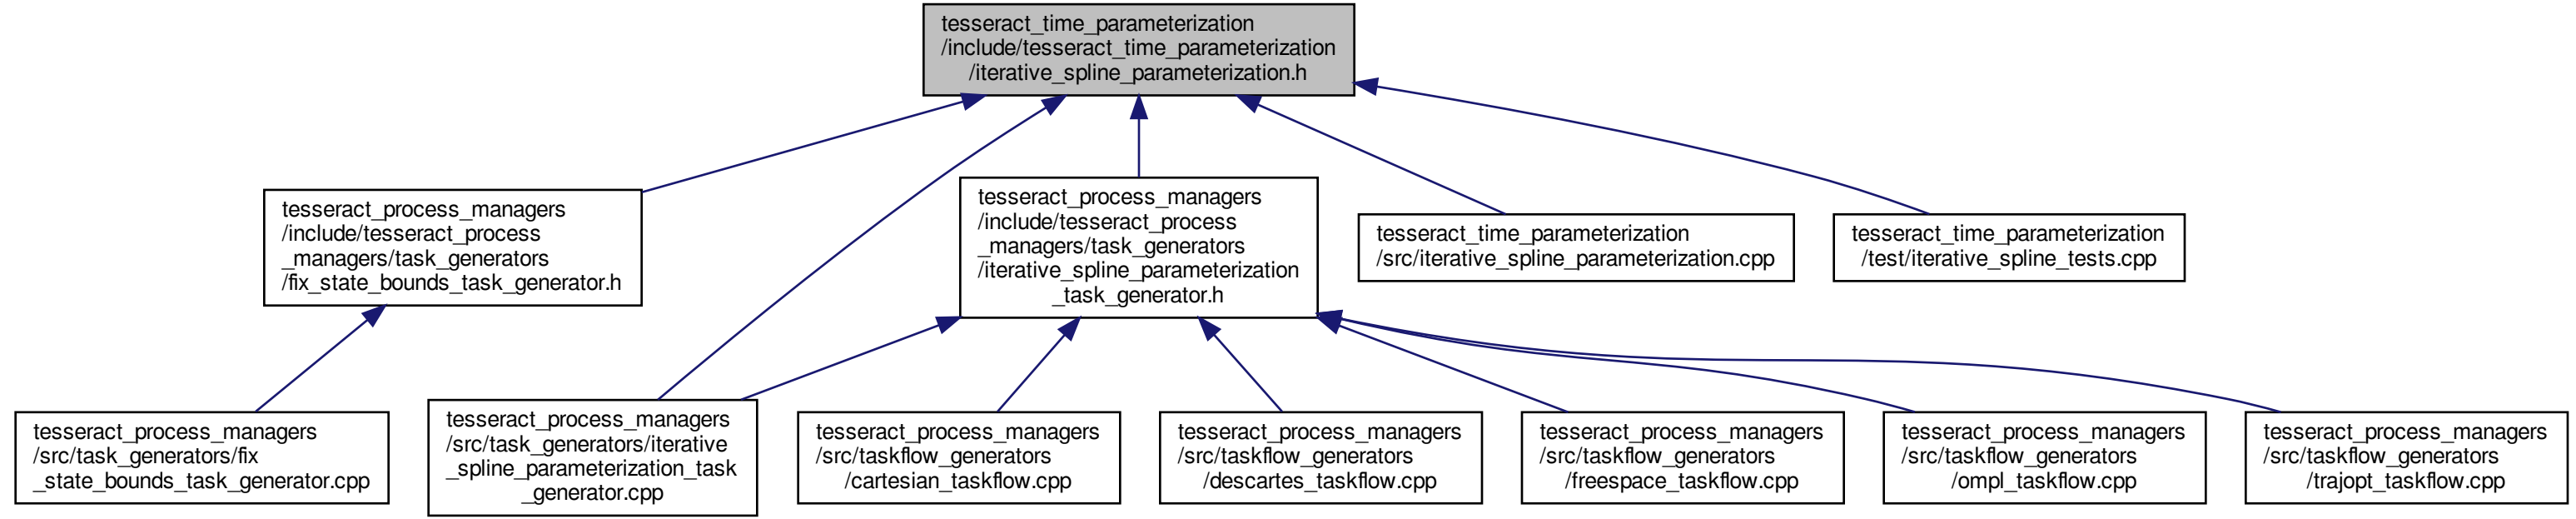 tesseract_time_parameterization
/include/tesseract_time_parameterization
/iterative_spline_parameterization.h
tesseract_process_managers
/include/tesseract_process
_managers/task_generators
/fix_state_bounds_task_generator.h
tesseract_process_managers
/include/tesseract_process
_managers/task_generators
/iterative_spline_parameterization
_task_generator.h
tesseract_time_parameterization
/src/iterative_spline_parameterization.cpp
tesseract_time_parameterization
/test/iterative_spline_tests.cpp
tesseract_process_managers
/src/task_generators/fix
_state_bounds_task_generator.cpp
tesseract_process_managers
/src/task_generators/iterative
_spline_parameterization_task
_generator.cpp
tesseract_process_managers
/src/taskflow_generators
/cartesian_taskflow.cpp
tesseract_process_managers
/src/taskflow_generators
/descartes_taskflow.cpp
tesseract_process_managers
/src/taskflow_generators
/freespace_taskflow.cpp
tesseract_process_managers
/src/taskflow_generators
/ompl_taskflow.cpp
tesseract_process_managers
/src/taskflow_generators
/trajopt_taskflow.cpp